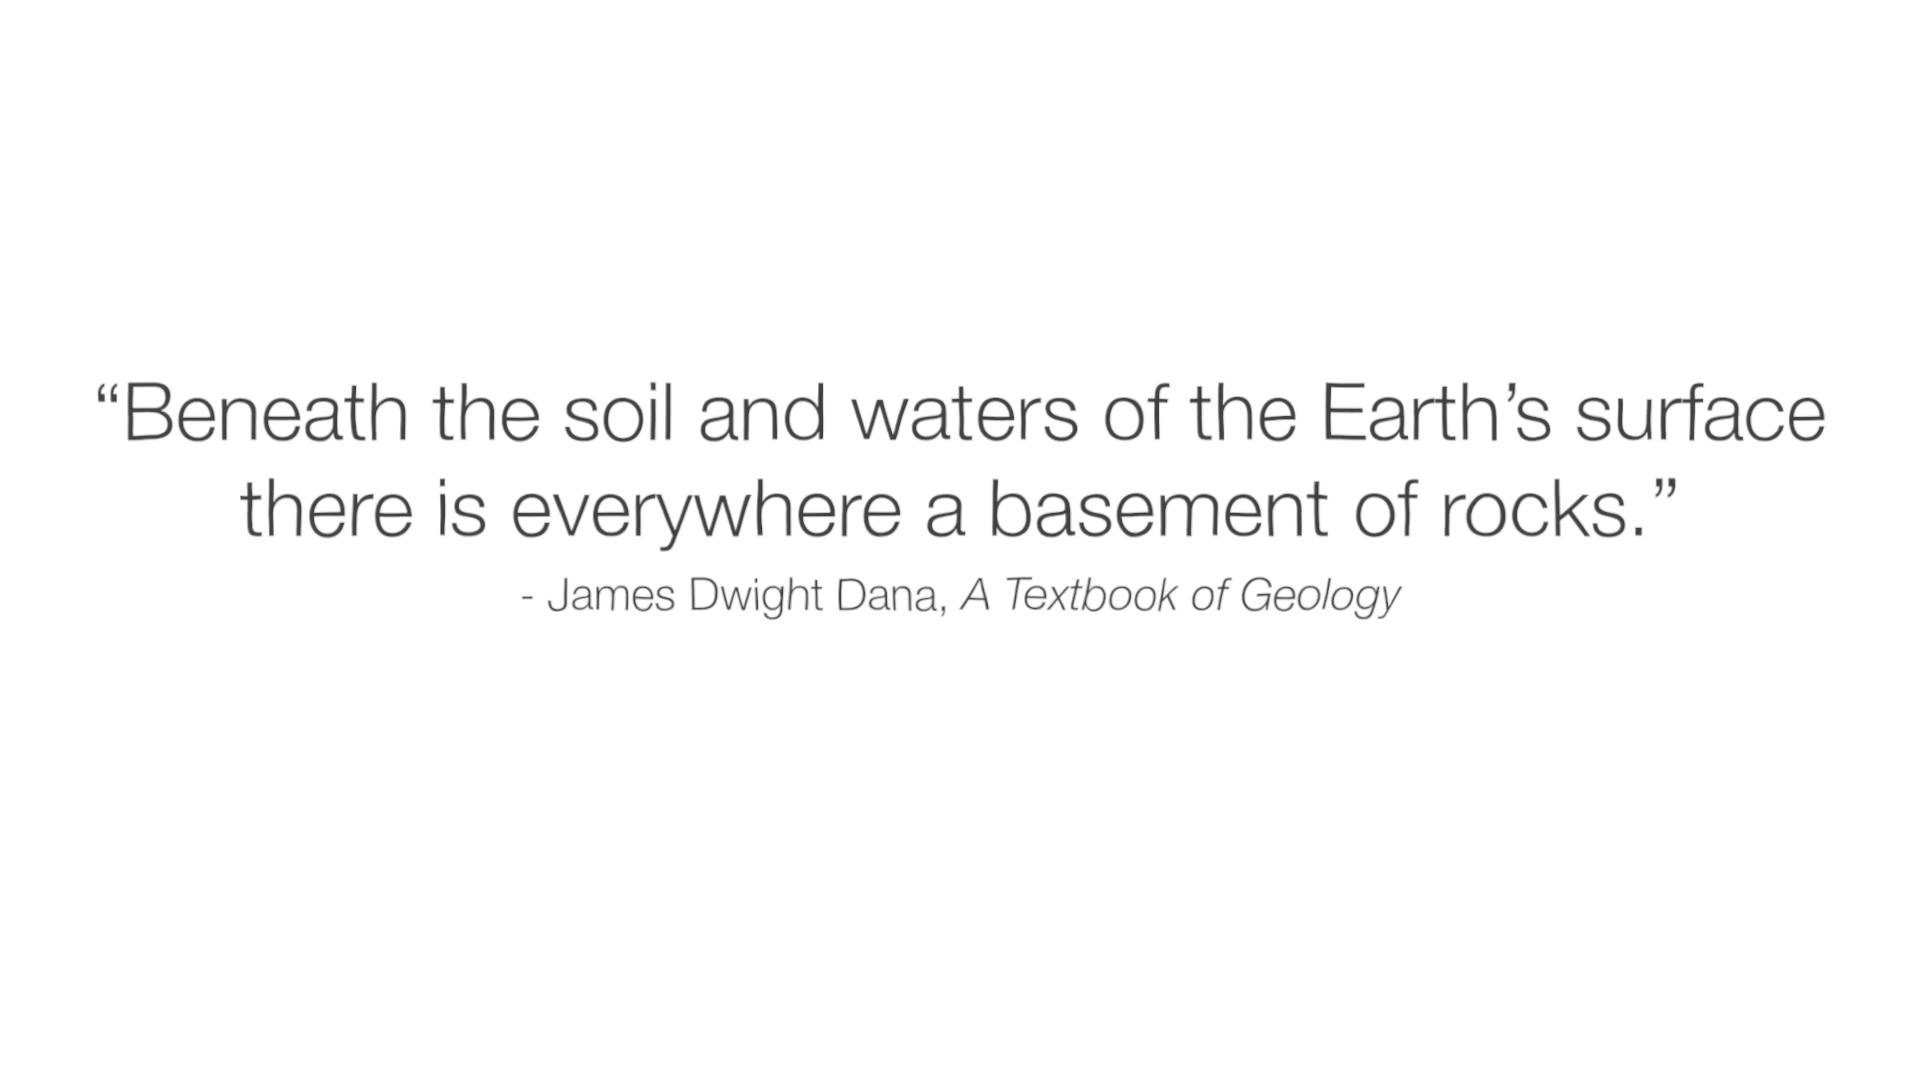 “Beneath the soil and waters of the Earth’s surface
there is everywhere a basement of rocks.”
- James Dwight Dana, A Textbook of Geology